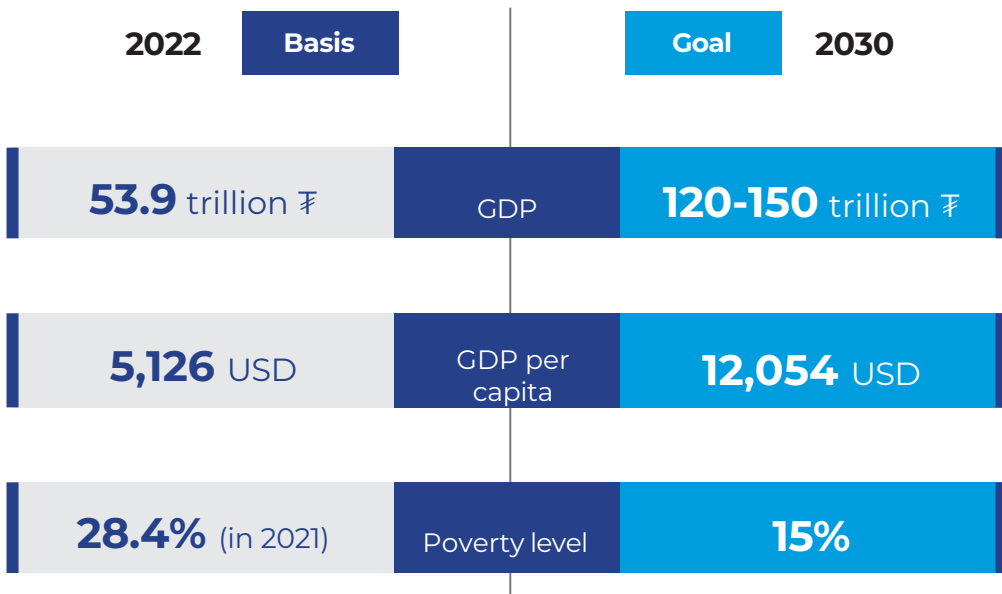 2022 Basis Goal 2030
53.9 trillion ₮ GDP 120-150 trillion ₮
5,126 USD GDP per 12,054 USD
capita
28.4% (in 2021) Poverty level 15%